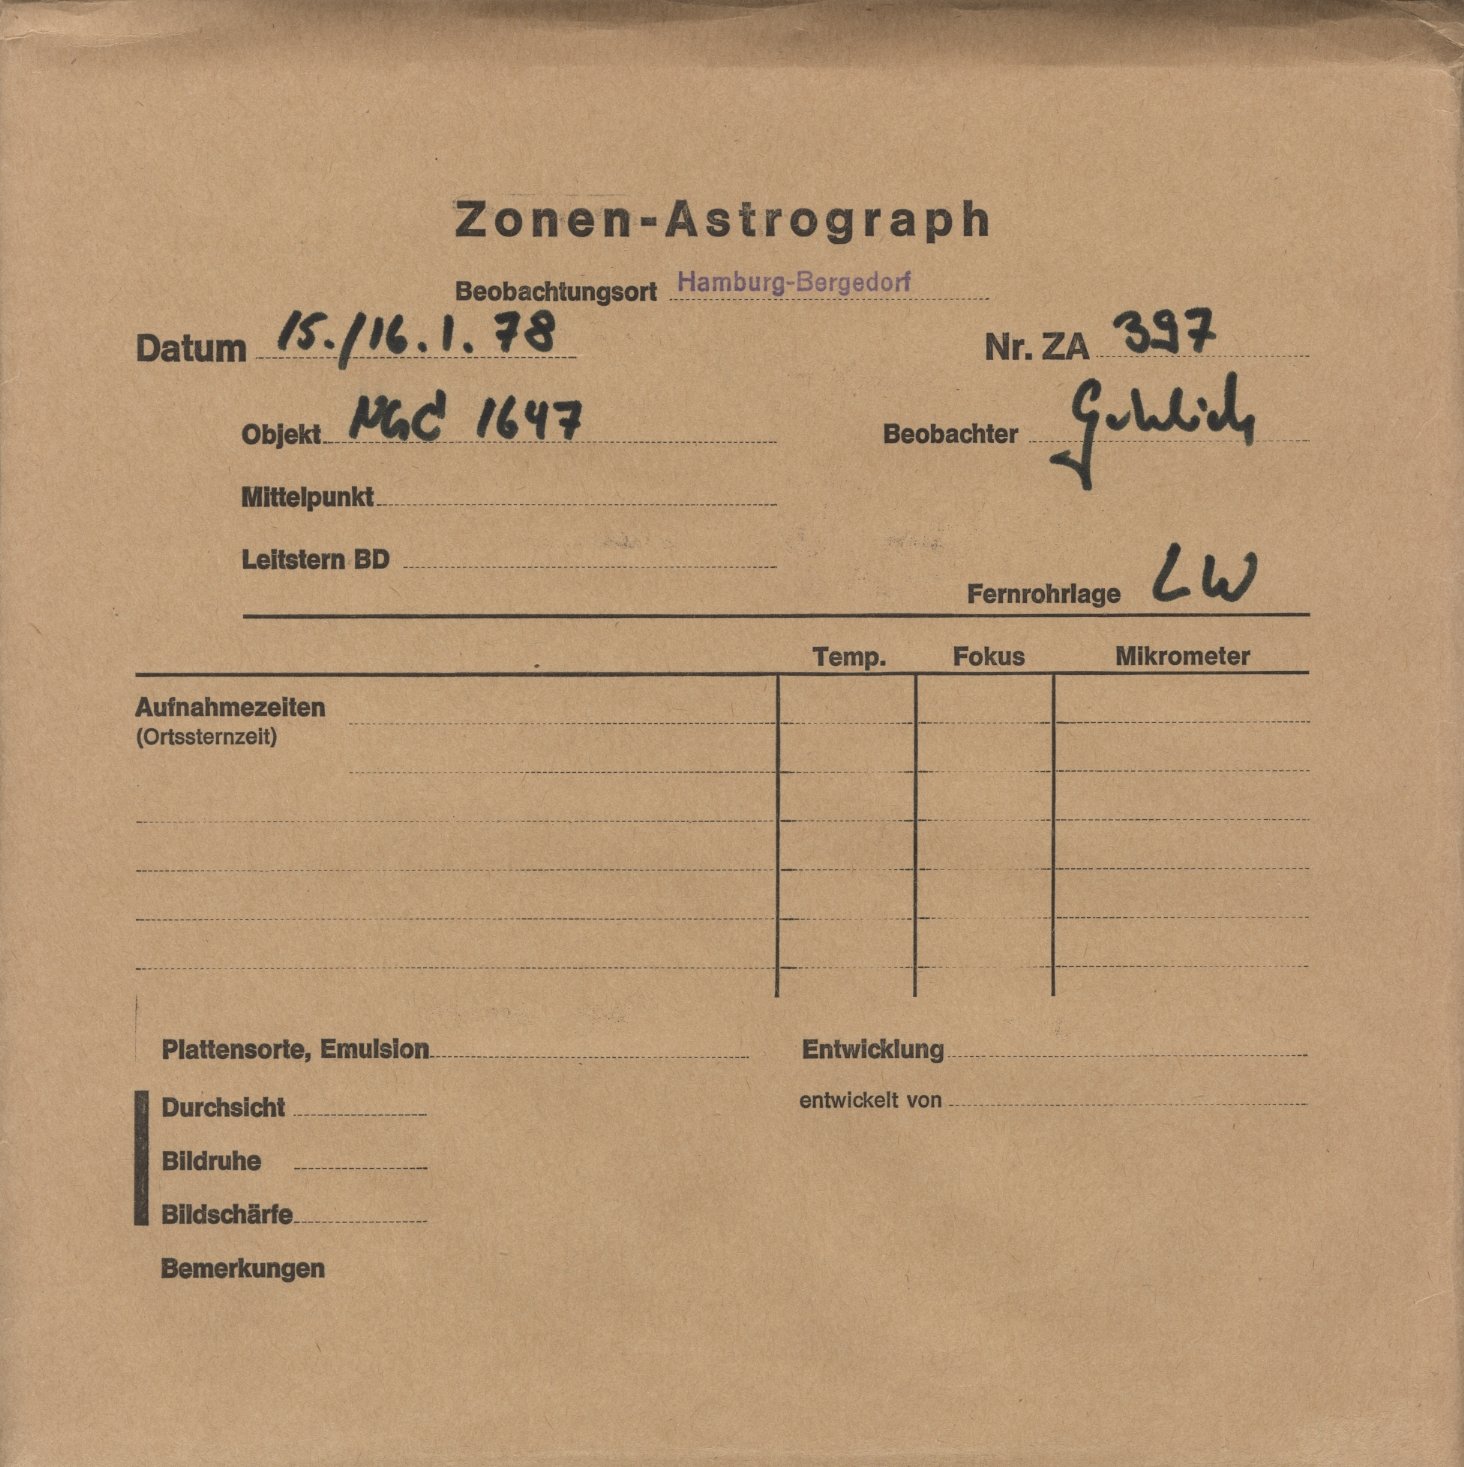 Zonen-Astrograph
Beobachtungsort Hamburg-Bergedorf
Datum 15./16.1.78 Nr. ZA 397
Objekt NGC 1647 Beobachter
Mittelpunkt
Leitstern BD
Fernrohrlage LW
Temp. Fokus Mikrometer
Aufnahmezeiten
(Ortssternzeit)
Plattensorte, Emulsion Entwicklung
Durchsicht entwickelt von
Bildruhe
Bildschärfe
Bemerkungen